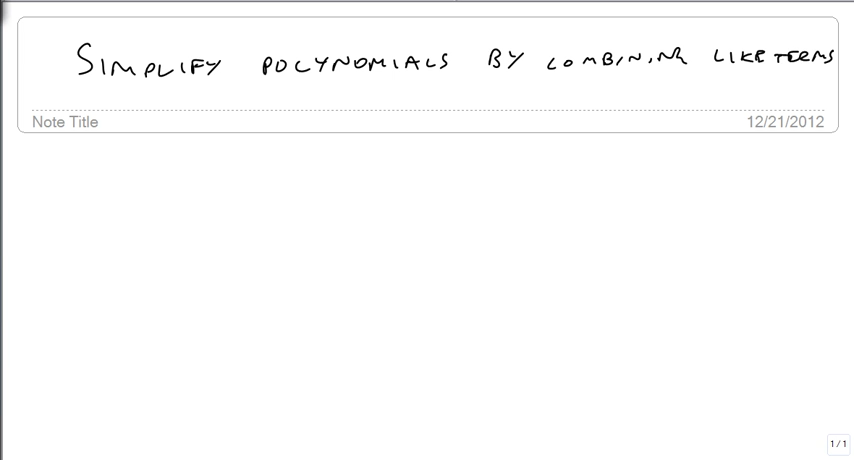 SIMPLIFY POLYNOMIALS BY COMBINING LIKE TERMS
Note Title
12/21/2012
1 / 1